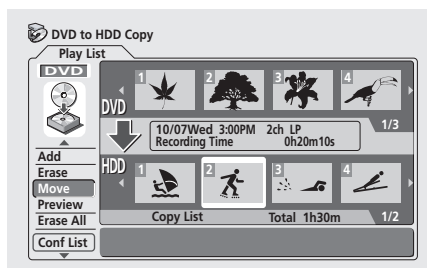 DVD to HDD Copy
Play List
DVD
DVD
1 2 3 4
10/07Wed 3:00PM 2ch LP
Recording Time 0h20m10s
1/3
HDD
1 2 3 4
Copy List Total 1h30m 1/2
Add
Erase
Move
Preview
Erase All
Conf List